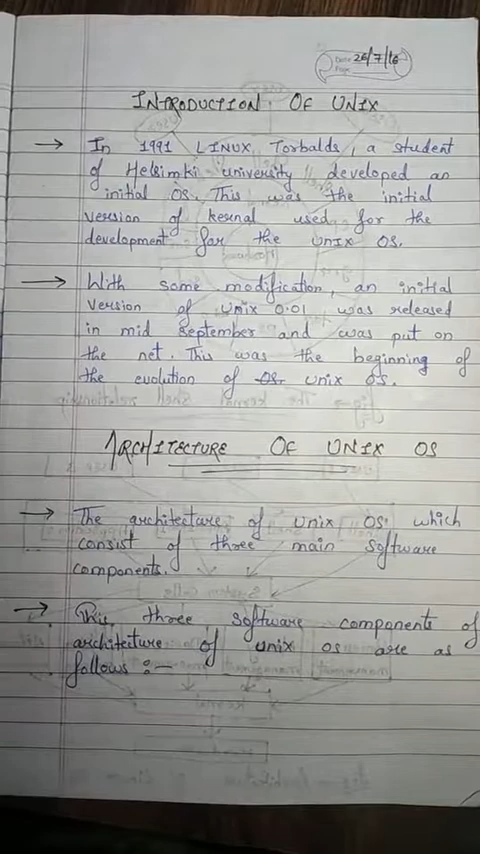 Date 26/7/16
Page
INTRODUCTION OF UNIX
→ In 1991 LINUX Torbalds, a student
of Helsimki university developed an
initial OS. This was the initial
version of kernal used for the
development for the UNIX OS.
→ With some modification, an initial
version of unix 0.01 was released
in mid september and was put on
the net. This was the beginning of
the evolution of OS. unix OS.
ARCHITECTURE OF UNIX OS
→ The architecture of unix OS. which
consist of three main software
components.
→ This three software components of
architecture of unix os are as
follows :-